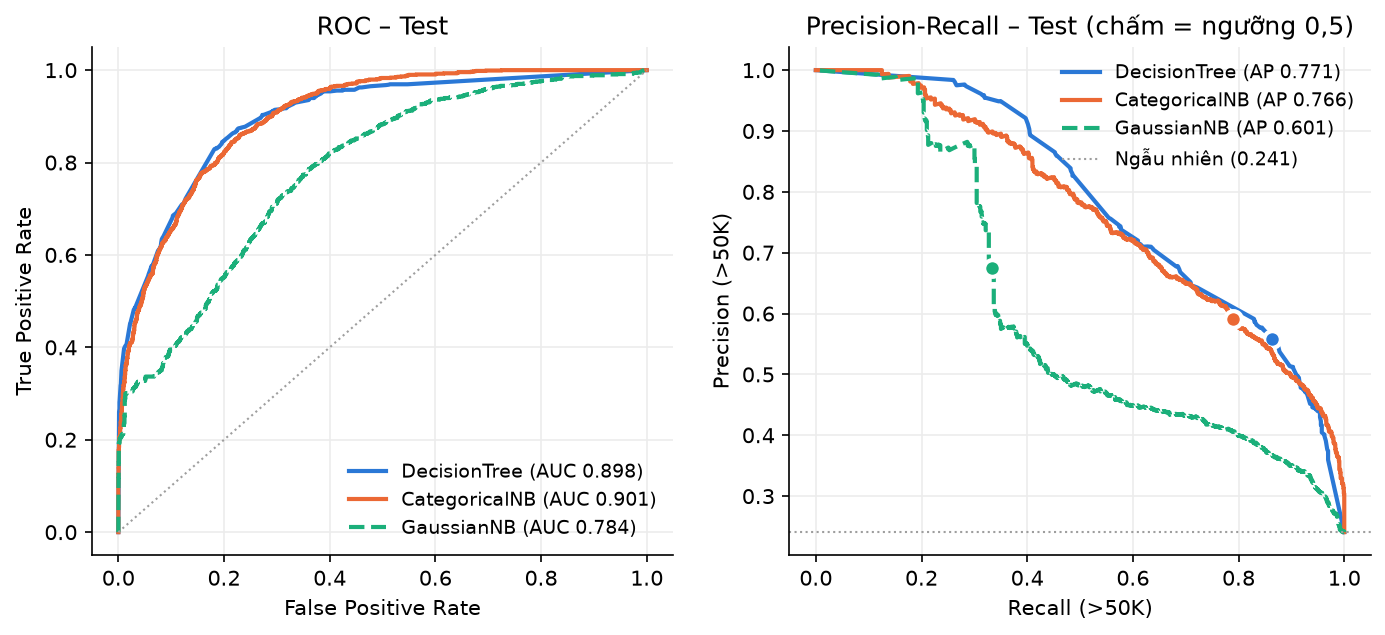 ROC – Test
True Positive Rate
1.0
0.8
0.6
0.4
0.2
0.0
DecisionTree (AUC 0.898)
CategoricalNB (AUC 0.901)
GaussianNB (AUC 0.784)
0.0 0.2 0.4 0.6 0.8 1.0
False Positive Rate
Precision-Recall – Test (chấm = ngưỡng 0,5)
Precision (>50K)
1.0
0.9
0.8
0.7
0.6
0.5
0.4
0.3
DecisionTree (AP 0.771)
CategoricalNB (AP 0.766)
GaussianNB (AP 0.601)
Ngẫu nhiên (0.241)
0.0 0.2 0.4 0.6 0.8 1.0
Recall (>50K)